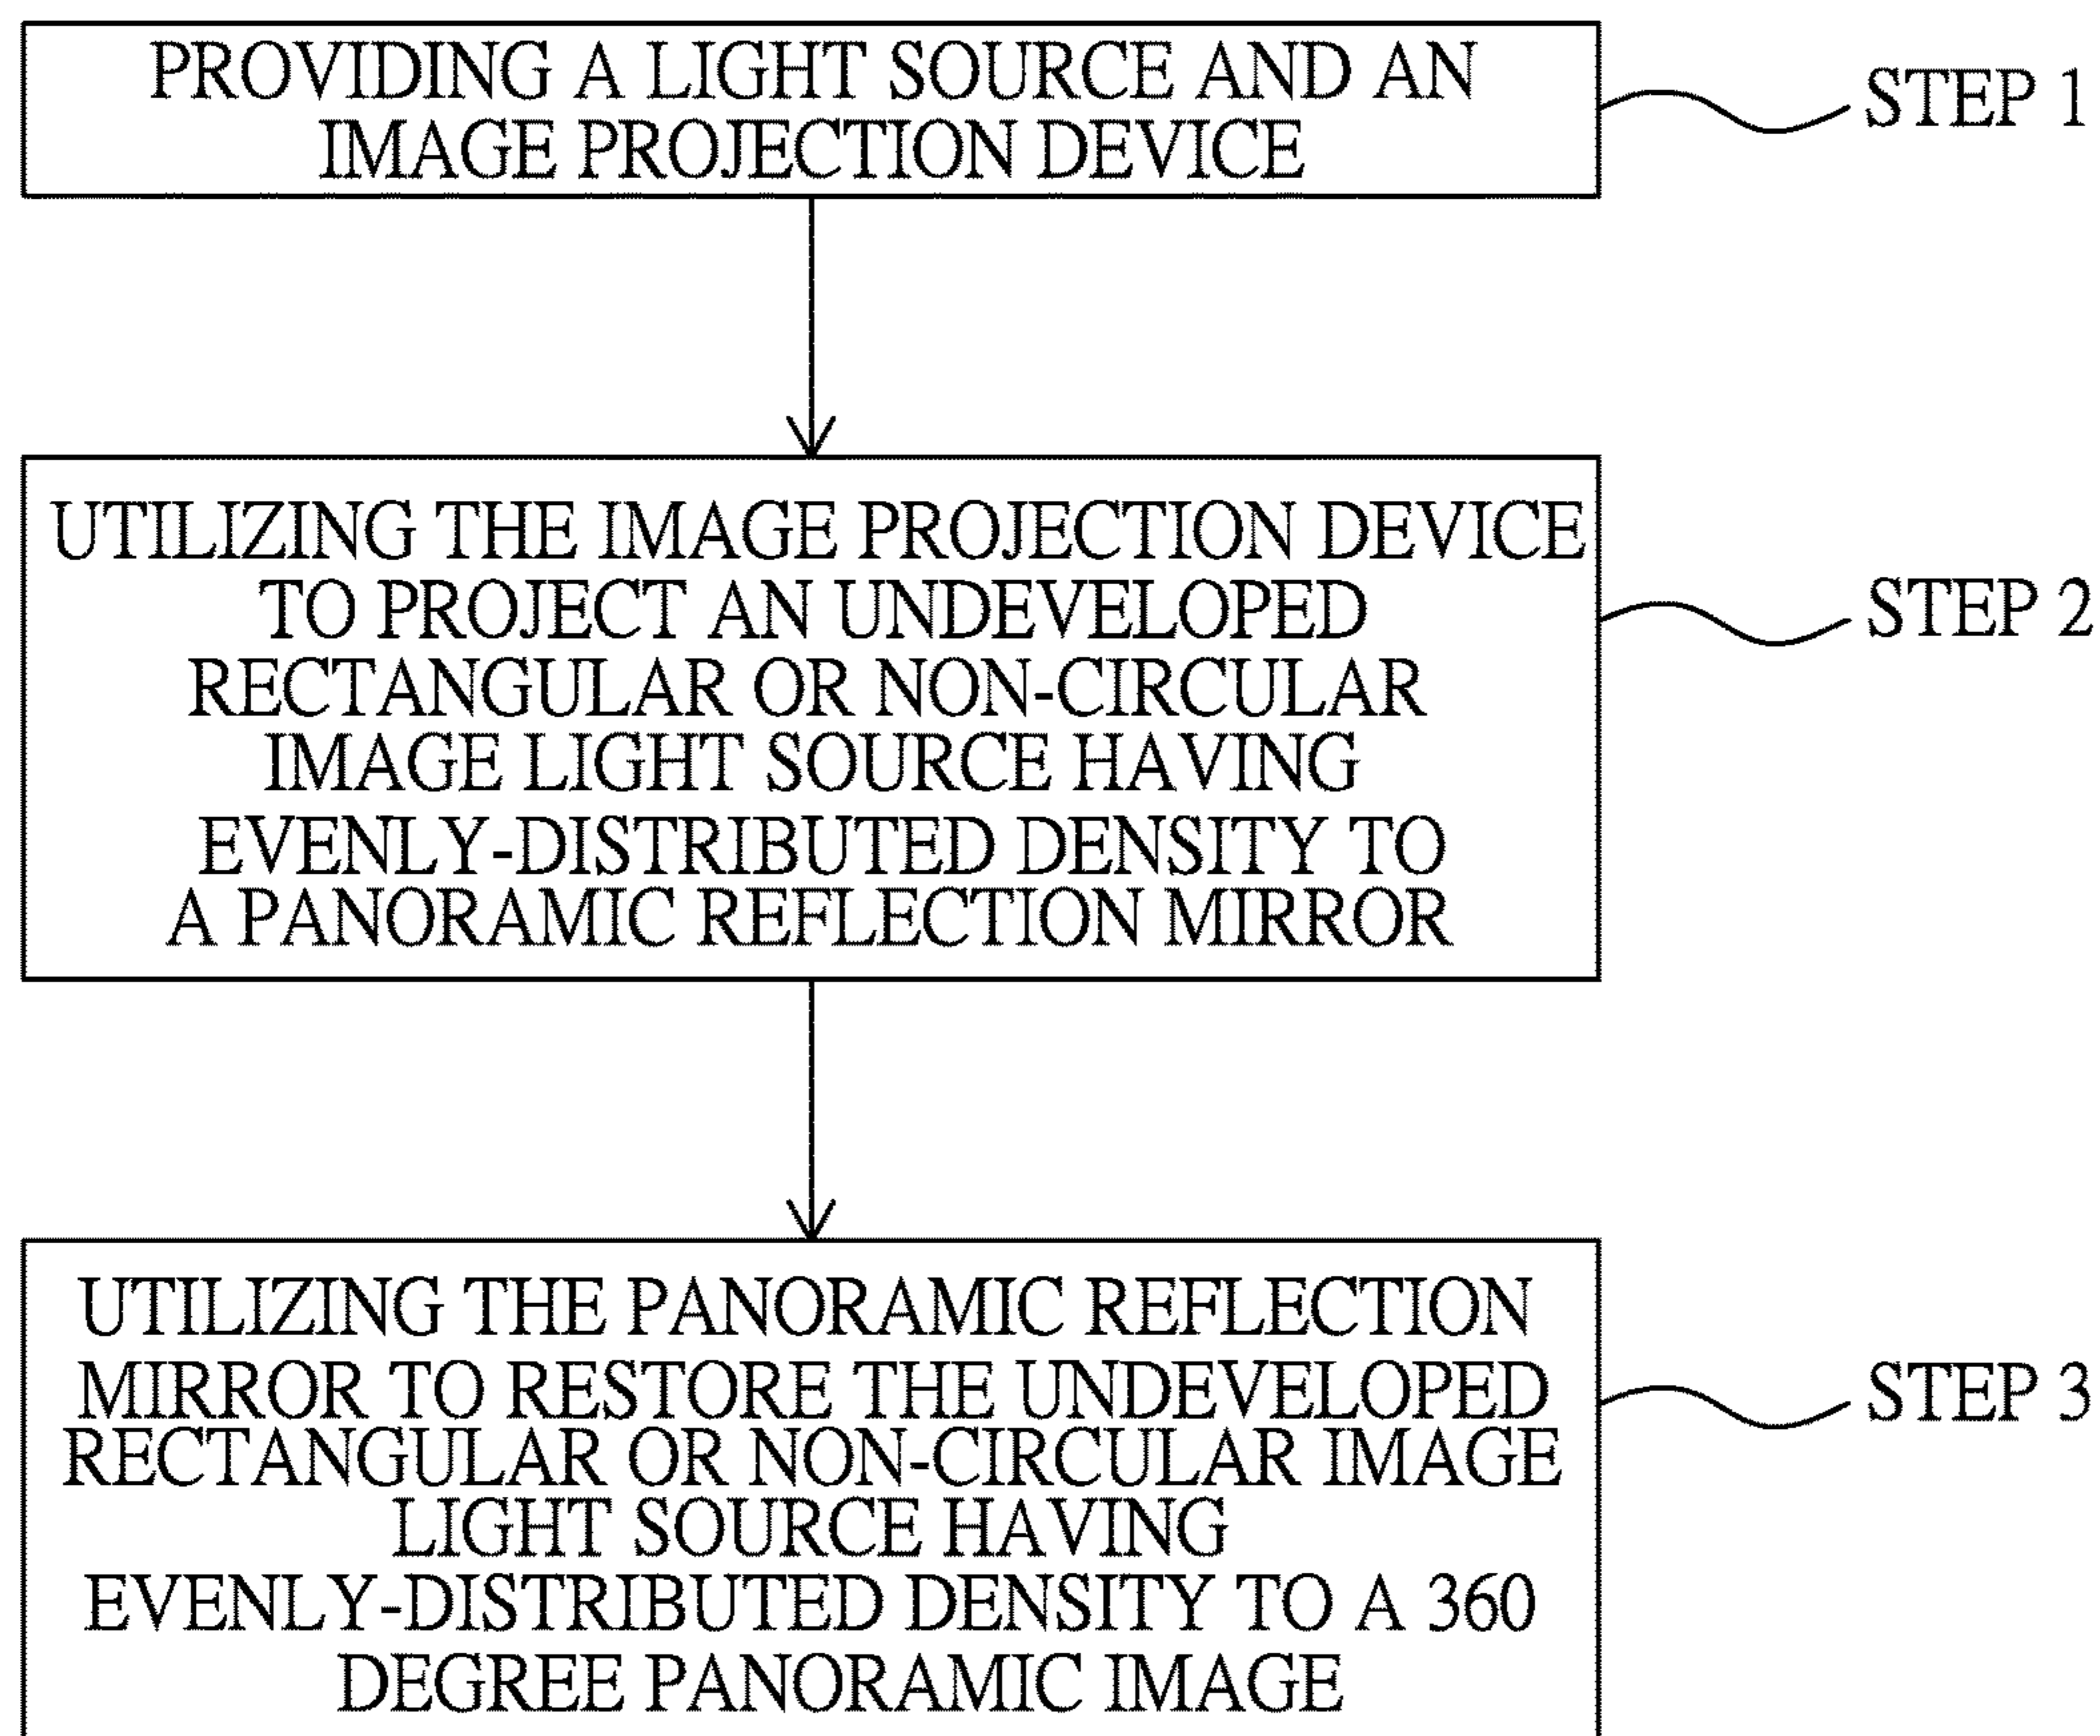 PROVIDING A LIGHT SOURCE AND AN
IMAGE PROJECTION DEVICE
STEP 1
UTILIZING THE IMAGE PROJECTION DEVICE
TO PROJECT AN UNDEVELOPED
RECTANGULAR OR NON-CIRCULAR
IMAGE LIGHT SOURCE HAVING
EVENLY-DISTRIBUTED DENSITY TO
A PANORAMIC REFLECTION MIRROR
STEP 2
UTILIZING THE PANORAMIC REFLECTION
MIRROR TO RESTORE THE UNDEVELOPED
RECTANGULAR OR NON-CIRCULAR IMAGE
LIGHT SOURCE HAVING
EVENLY-DISTRIBUTED DENSITY TO A 360
DEGREE PANORAMIC IMAGE
STEP 3